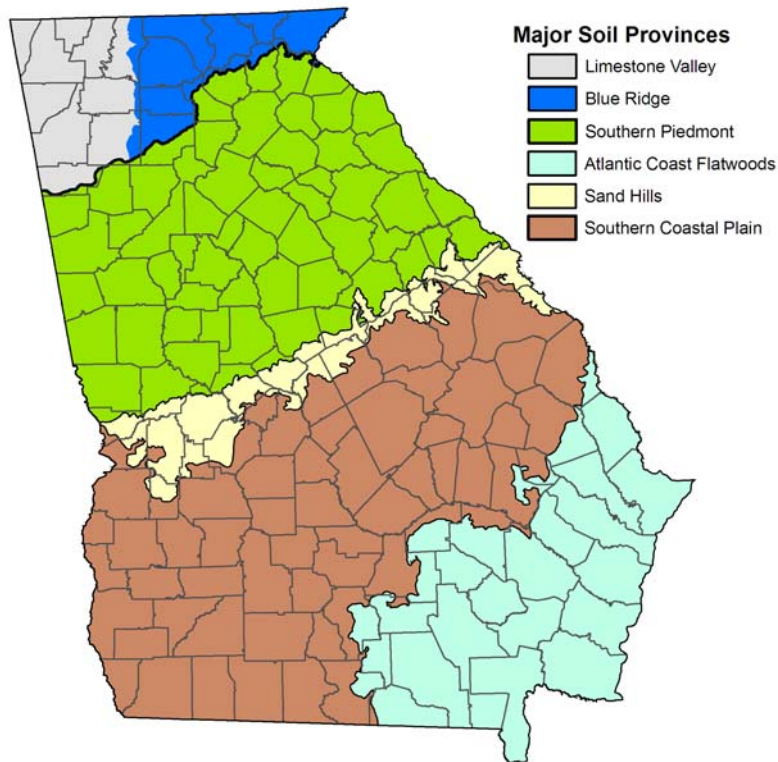 Major Soil Provinces
Limestone Valley
Blue Ridge
Southern Piedmont
Atlantic Coast Flatwoods
Sand Hills
Southern Coastal Plain